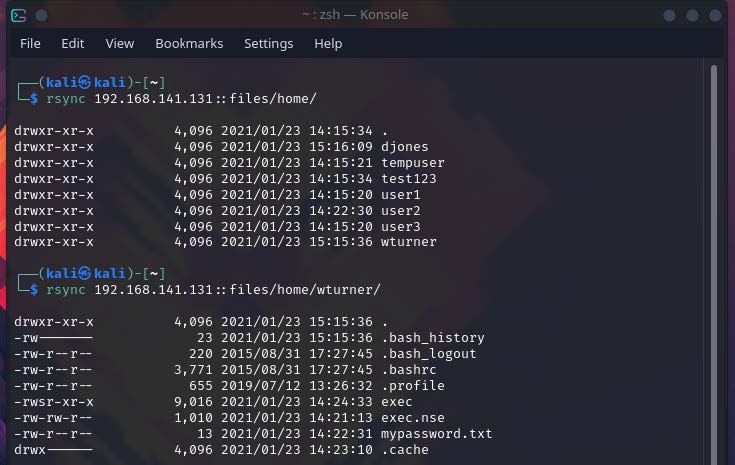 ~ : zsh — Konsole
File Edit View Bookmarks Settings Help
┌──(kali㉿kali)-[~]
└─$ rsync 192.168.141.131::files/home/
drwxr-xr-x          4,096 2021/01/23 14:15:34 .
drwxr-xr-x          4,096 2021/01/23 15:16:09 djones
drwxr-xr-x          4,096 2021/01/23 14:15:21 tempuser
drwxr-xr-x          4,096 2021/01/23 14:15:34 test123
drwxr-xr-x          4,096 2021/01/23 14:15:20 user1
drwxr-xr-x          4,096 2021/01/23 14:22:30 user2
drwxr-xr-x          4,096 2021/01/23 14:15:20 user3
drwxr-xr-x          4,096 2021/01/23 15:15:36 wturner
┌──(kali㉿kali)-[~]
└─$ rsync 192.168.141.131::files/home/wturner/
drwxr-xr-x          4,096 2021/01/23 15:15:36 .
-rw-------             23 2021/01/23 15:15:36 .bash_history
-rw-r--r--            220 2015/08/31 17:27:45 .bash_logout
-rw-r--r--          3,771 2015/08/31 17:27:45 .bashrc
-rw-r--r--            655 2019/07/12 13:26:32 .profile
-rwsr-xr-x          9,016 2021/01/23 14:24:33 exec
-rw-rw-r--          1,010 2021/01/23 14:21:13 exec.nse
-rw-rw-r--             13 2021/01/23 14:22:31 mypassword.txt
drwx------          4,096 2021/01/23 14:23:10 .cache